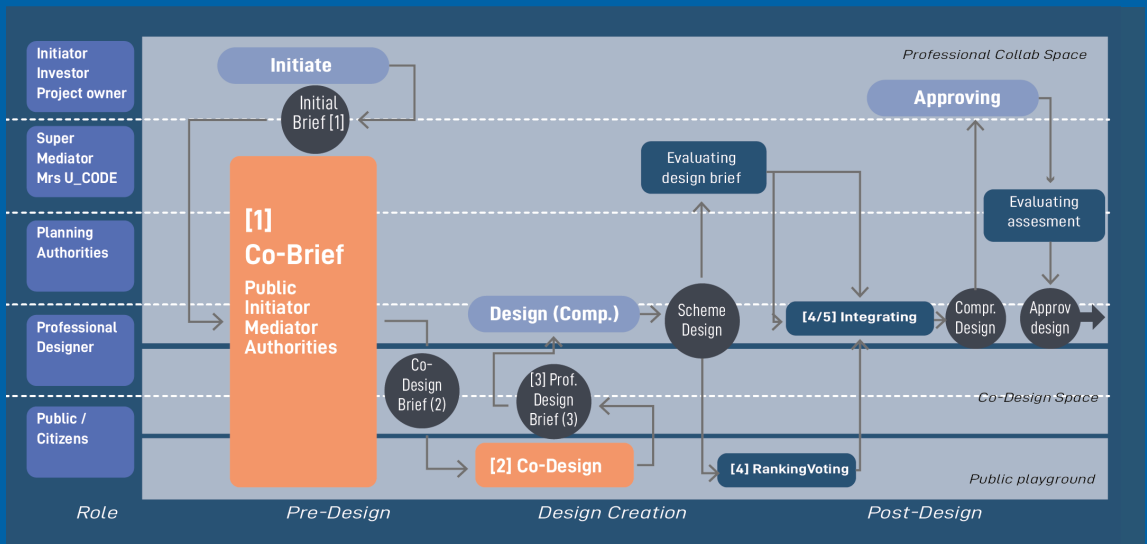 Initiator
Investor
Project owner
Super
Mediator
Mrs U_CODE
Planning
Authorities
Professional
Designer
Public /
Citizens
Role
Initiate
Initial
Brief [1]
[1]
Co-Brief
Public
Initiator
Mediator
Authorities
Co-
Design
Brief (2)
Pre-Design
Design (Comp.)
[3] Prof.
Design
Brief (3)
[2] Co-Design
Evaluating
design brief
Scheme
Design
[4] RankingVoting
Design Creation
Professional Collab Space
Approving
Evaluating
assesment
[4/5] Integrating
Compr.
Design
Approv
design
Co-Design Space
Public playground
Post-Design